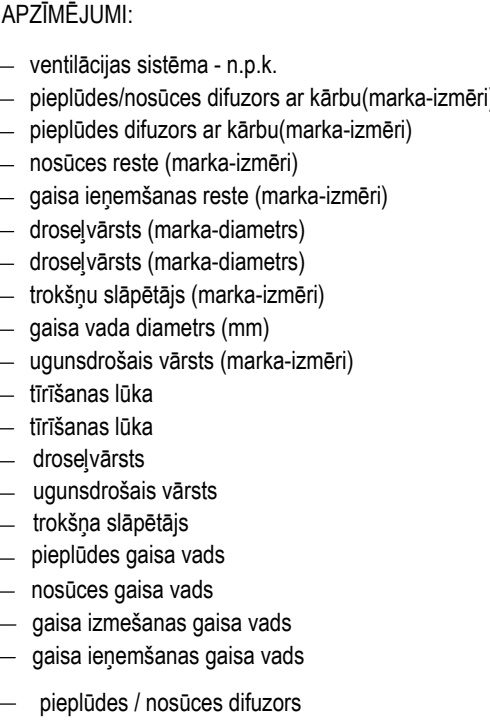 APZĪMĒJUMI:
– ventilācijas sistēma - n.p.k.
– pieplūdes/nosūces difuzors ar kārbu(marka-izmēri)
– pieplūdes difuzors ar kārbu(marka-izmēri)
– nosūces reste (marka-izmēri)
– gaisa ieņemšanas reste (marka-izmēri)
– droseļvārsts (marka-diametrs)
– droseļvārsts (marka-diametrs)
– trokšņu slāpētājs (marka-izmēri)
– gaisa vada diametrs (mm)
– ugunsdrošais vārsts (marka-izmēri)
– tīrīšanas lūka
– tīrīšanas lūka
– droseļvārsts
– ugunsdrošais vārsts
– trokšņa slāpētājs
– pieplūdes gaisa vads
– nosūces gaisa vads
– gaisa izmešanas gaisa vads
– gaisa ieņemšanas gaisa vads
– pieplūdes / nosūces difuzors